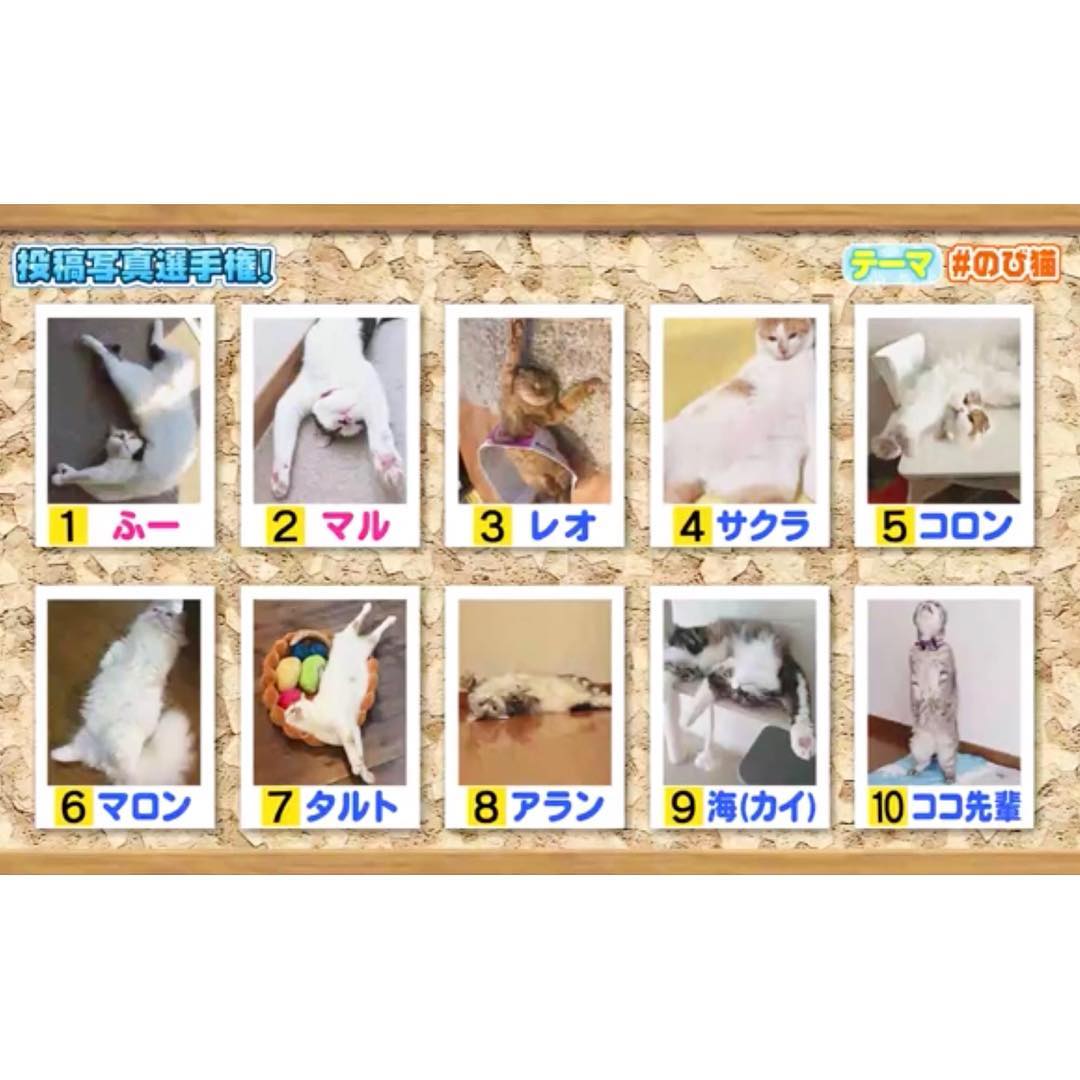 投稿写真選手権!
テーマ #のび猫
1 ふー
2 マル
3 レオ
4 サクラ
5 コロン
6 マロン
7 タルト
8 アラン
9 海(カイ)
10 ココ先輩